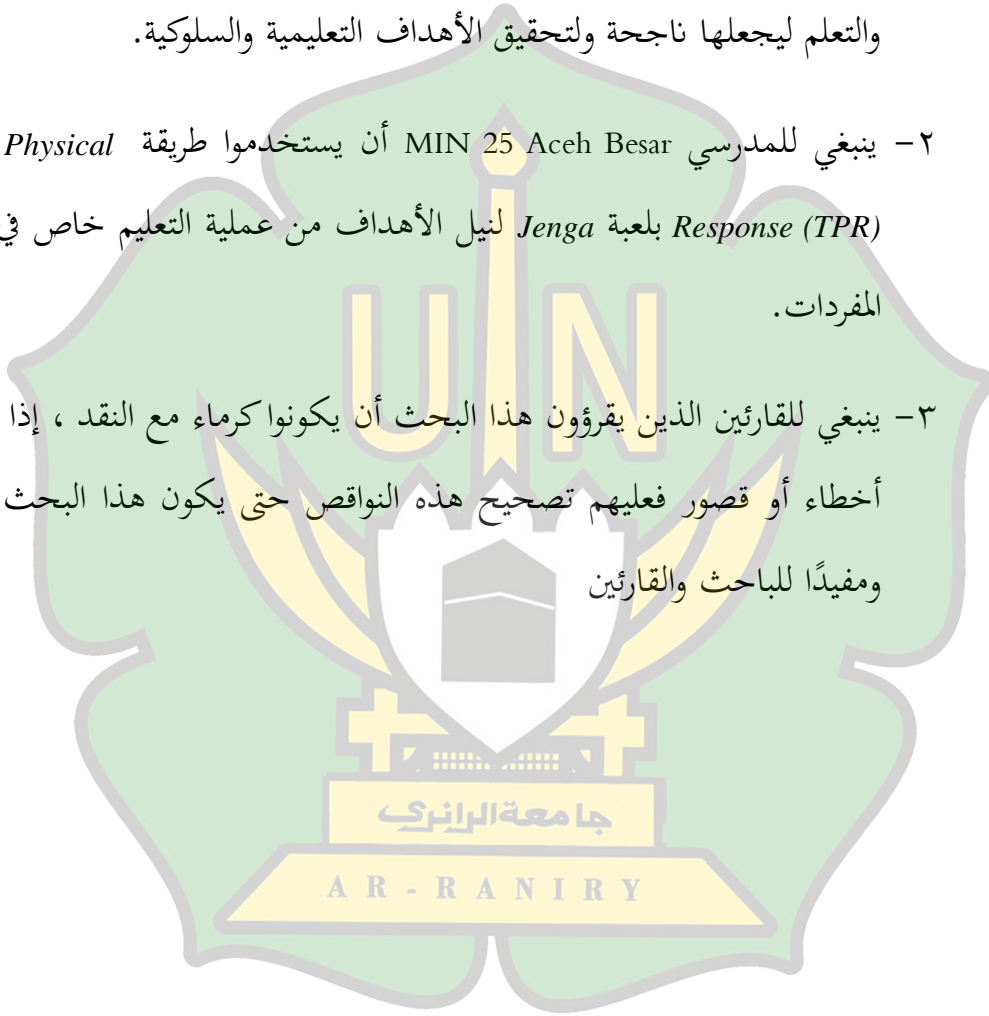 والتعلم ليجعلها ناجحة ولتحقيق الأهداف التعليمية والسلوكية.
٢- ينبغي للمدرسي MIN 25 Aceh Besar أن يستخدموا طريقة Physical
Response (TPR) بلعبة Jenga لنيل الأهداف من عملية التعليم خاص في
المفردات.
٣- ينبغي للقارئين الذين يقرؤون هذا البحث أن يكونوا كرماء مع النقد ، إذا
أخطاء أو قصور فعليهم تصحيح هذه النواقص حتى يكون هذا البحث
ومفيدًا للباحث والقارئين
UIN
جامعة الرانري
AR-RANIRY